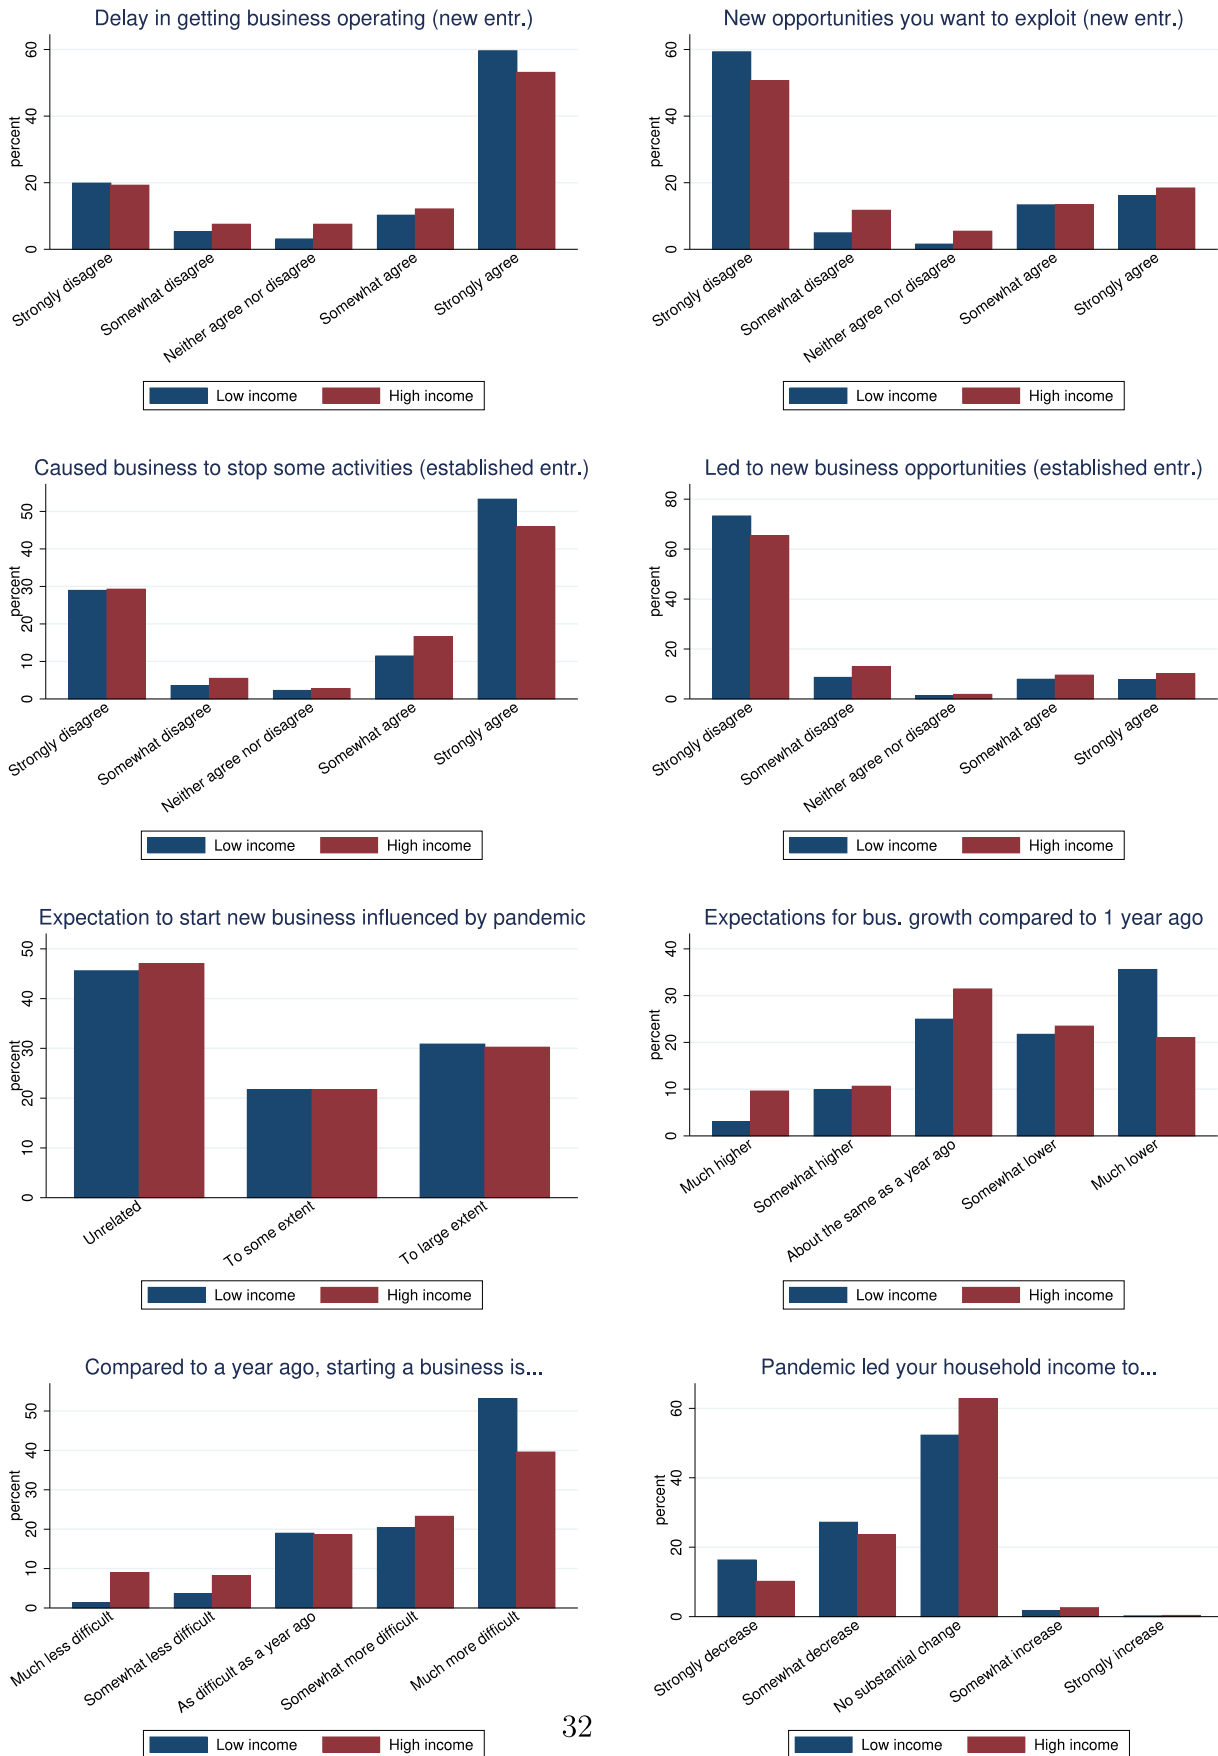 Delay in getting business operating (new entr.)
percent
0 20 40 60
Strongly disagree
Somewhat disagree
Neither agree nor disagree
Somewhat agree
Strongly agree
Low income High income
New opportunities you want to exploit (new entr.)
percent
0 20 40 60
Strongly disagree
Somewhat disagree
Neither agree nor disagree
Somewhat agree
Strongly agree
Low income High income
Caused business to stop some activities (established entr.)
percent
0 10 20 30 40 50
Strongly disagree
Somewhat disagree
Neither agree nor disagree
Somewhat agree
Strongly agree
Low income High income
Led to new business opportunities (established entr.)
percent
0 20 40 60 80
Strongly disagree
Somewhat disagree
Neither agree nor disagree
Somewhat agree
Strongly agree
Low income High income
Expectation to start new business influenced by pandemic
percent
0 10 20 30 40 50
Unrelated
To some extent
To large extent
Low income High income
Expectations for bus. growth compared to 1 year ago
percent
0 10 20 30 40
Much higher
Somewhat higher
About the same as a year ago
Somewhat lower
Much lower
Low income High income
Compared to a year ago, starting a business is...
percent
0 10 20 30 40 50
Much less difficult
Somewhat less difficult
As difficult as a year ago
Somewhat more difficult
Much more difficult
Low income High income
Pandemic led your household income to...
percent
0 20 40 60
Strongly decrease
Somewhat decrease
No substantial change
Somewhat increase
Strongly increase
Low income High income
32